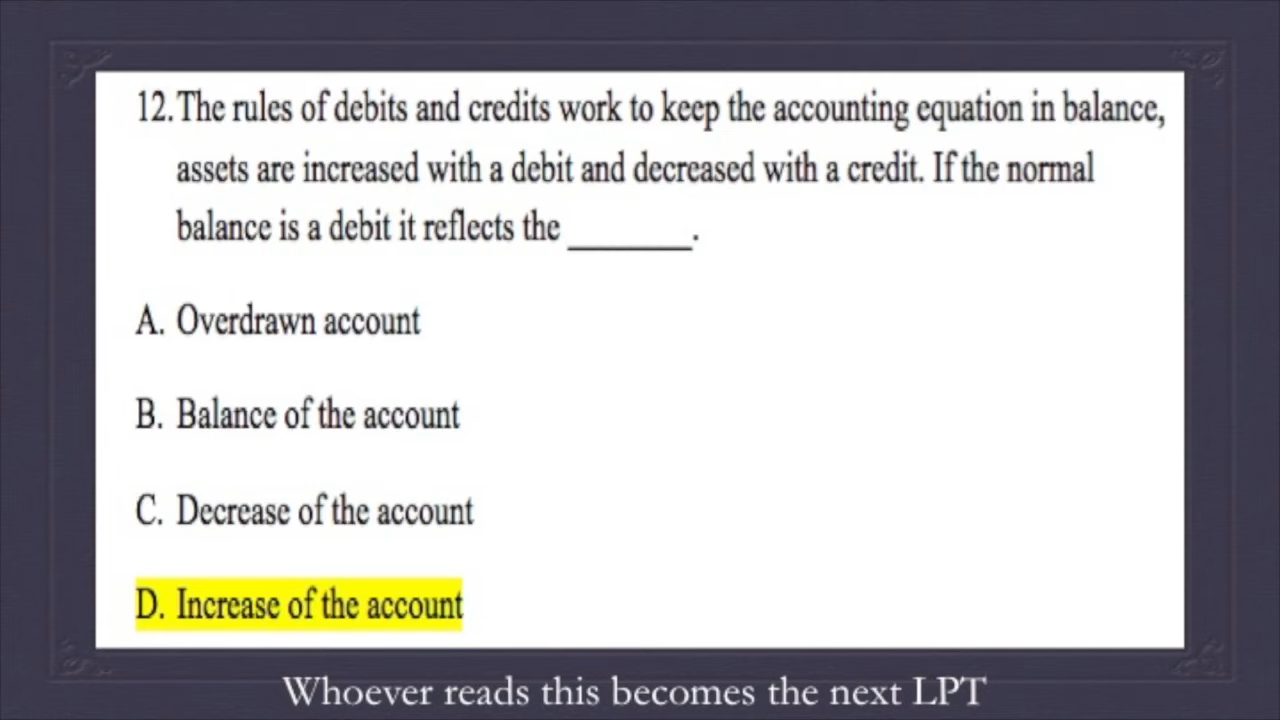 12. The rules of debits and credits work to keep the accounting equation in balance,
assets are increased with a debit and decreased with a credit. If the normal
balance is a debit it reflects the _______.
A. Overdrawn account
B. Balance of the account
C. Decrease of the account
D. Increase of the account
Whoever reads this becomes the next LPT